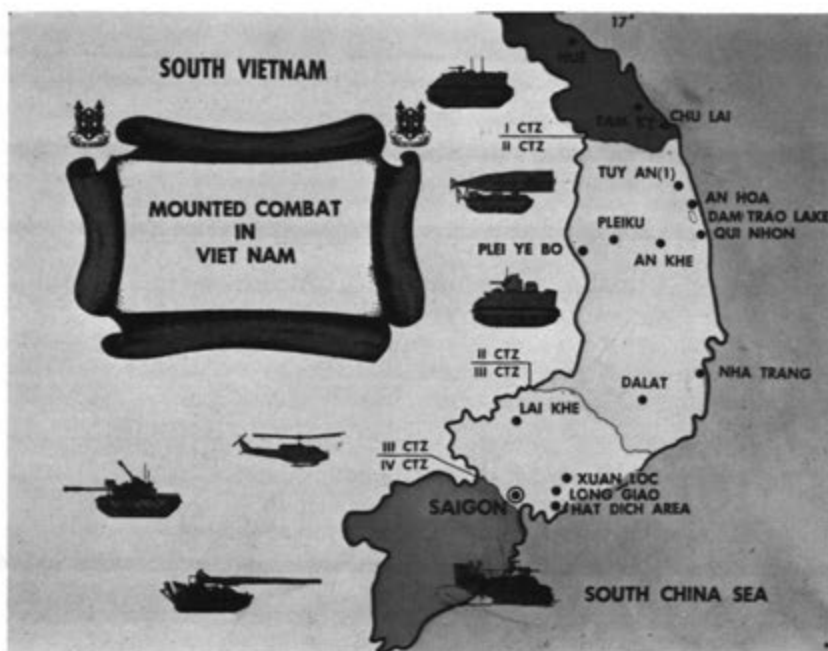 17°
SOUTH VIETNAM
HUE
TAM KY
CHU LAI
I CTZ
II CTZ
TUY AN(1)
AN HOA
DAM TRAO LAKE
QUI NHON
PLEIKU
PLEI YE BO
AN KHE
MOUNTED COMBAT
IN
VIET NAM
II CTZ
III CTZ
NHA TRANG
DALAT
LAI KHE
III CTZ
IV CTZ
XUAN LOC
LONG GIAO
HAT DICH AREA
SAIGON
SOUTH CHINA SEA